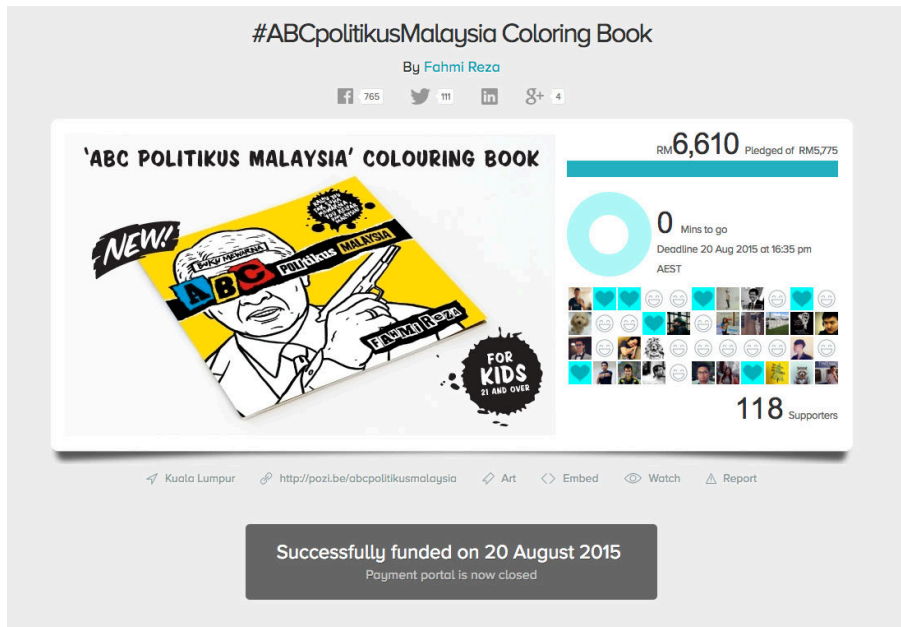 #ABCpolitikusMalaysia Coloring Book
By Fahmi Reza
765 111 4
'ABC POLITIKUS MALAYSIA' COLOURING BOOK
NEW!
BUKU MEWARNA
ABC POLITIKUS MALAYSIA
FAHMI REZA
FOR
KIDS
21 AND OVER
RM6,610 Pledged of RM5,775
0 Mins to go
Deadline 20 Aug 2015 at 16:35 pm
AEST
118 Supporters
Kuala Lumpur http://pozi.be/abcpolitikusmalaysia Art Embed Watch Report
Successfully funded on 20 August 2015
Payment portal is now closed